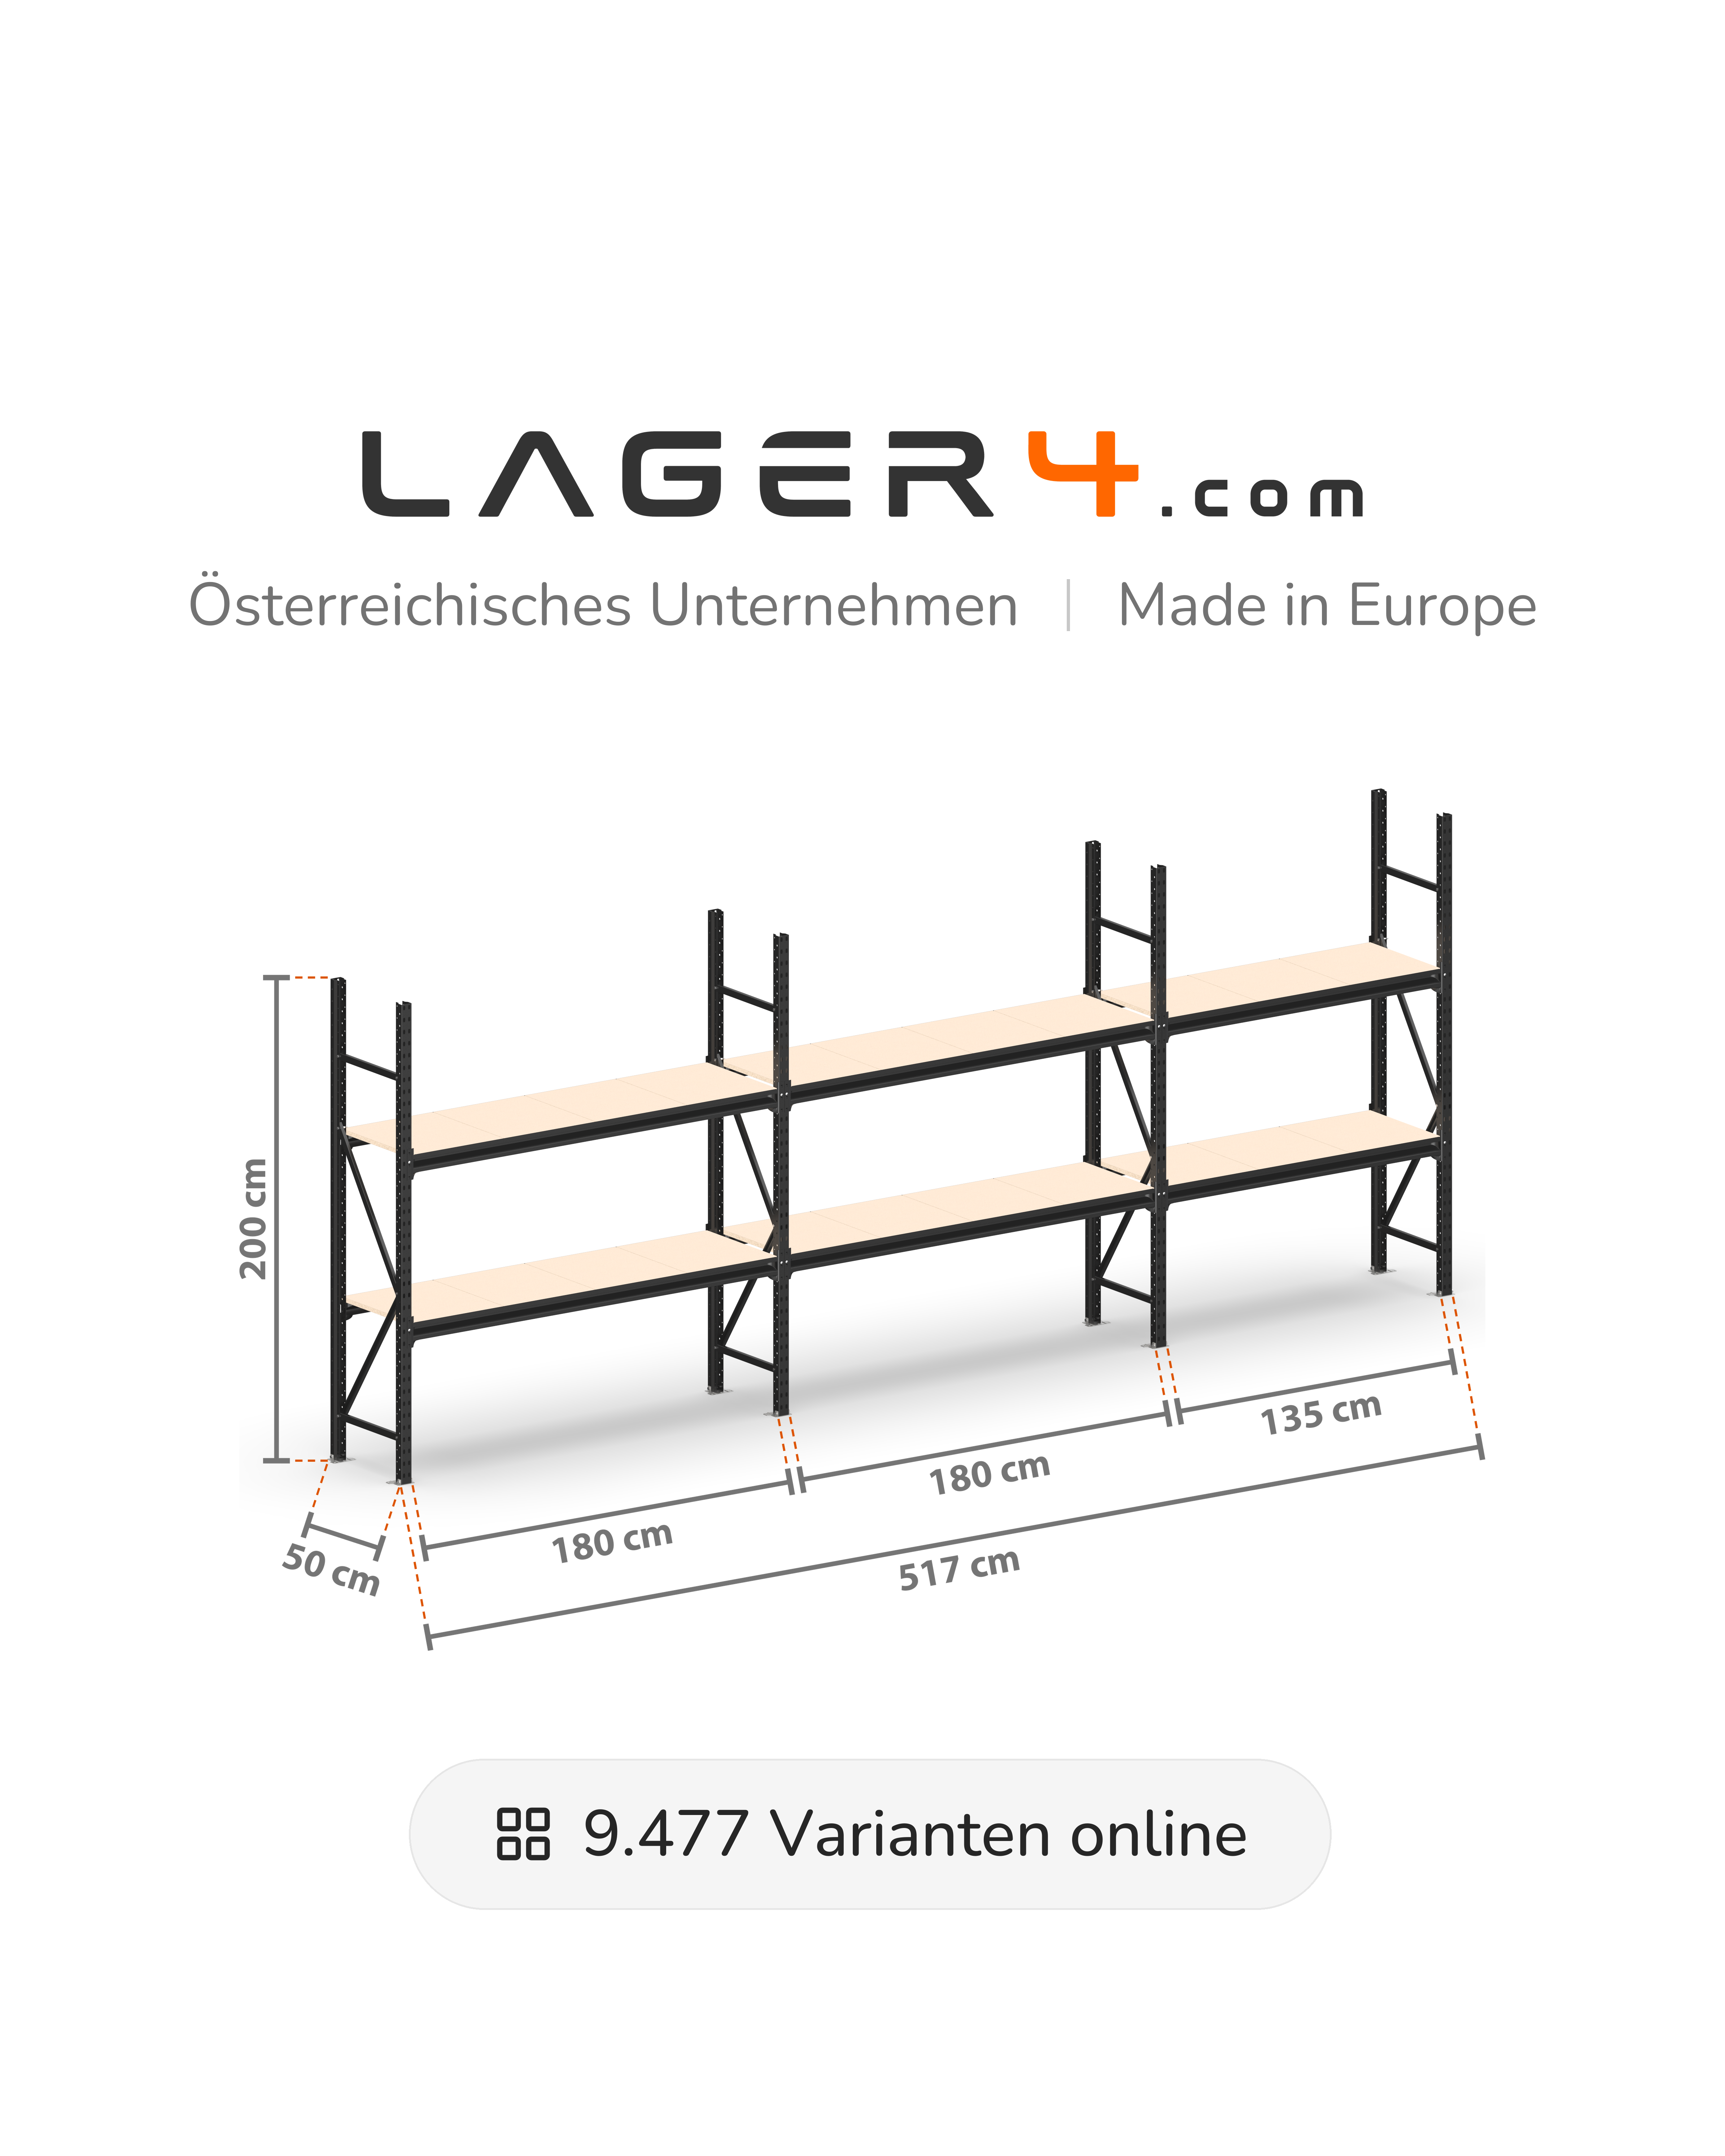 LAGER4.com
Österreichisches Unternehmen | Made in Europe
200 cm
50 cm
180 cm
180 cm
135 cm
517 cm
9.477 Varianten online